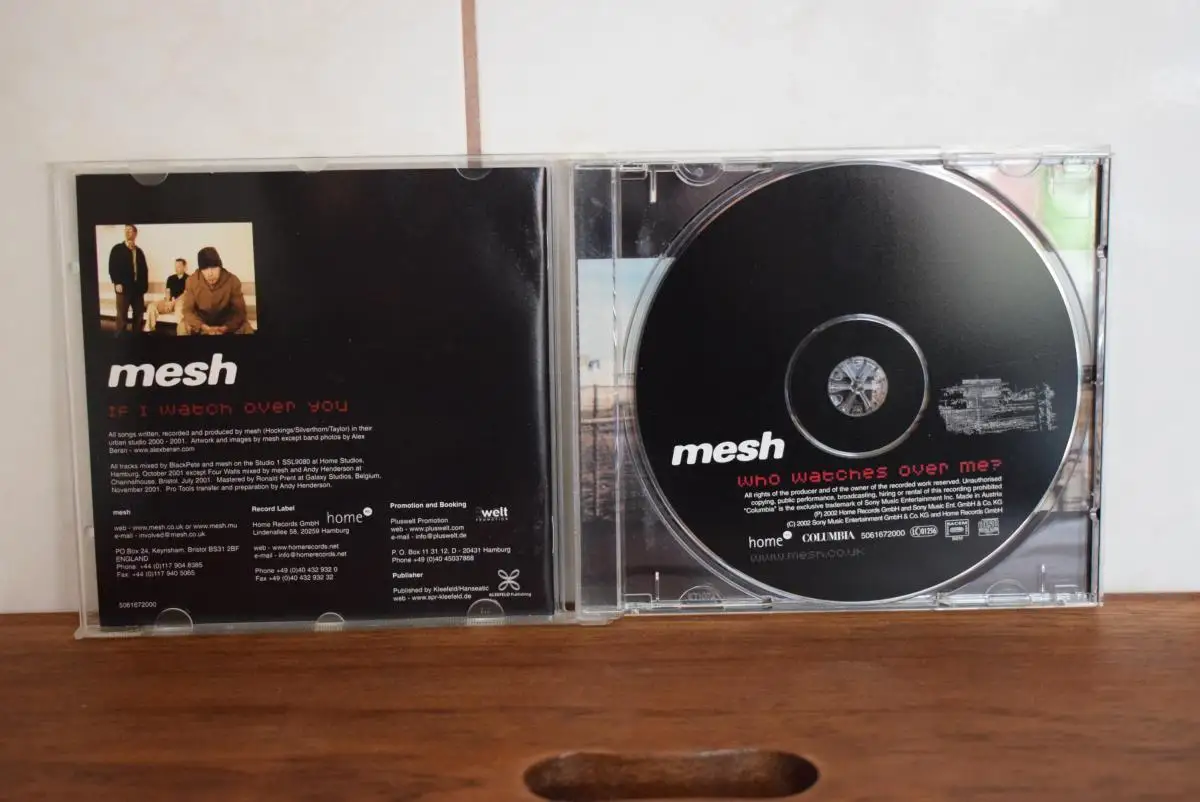 mesh
If I watch over you
All songs written, recorded and produced by mesh (Hockings/Silverthorn/Taylor) in their
urban studio 2000 - 2001. Artwork and images by mesh except band photos by Alex
Beran - www.alexberan.com
All tracks mixed by BlackPete and mesh on the Studio 1 SSL9080 at Home Studios,
Hamburg, October 2001 except Four Walls mixed by mesh and Andy Henderson at
Channelhouse, Bristol. July 2001. Mastered by Ronald Prent at Galaxy Studios, Belgium,
November 2001. Pro Tools transfer and preparation by Andy Henderson.
mesh
web - www.mesh.co.uk or www.mesh.mu
e-mail - involved@mesh.co.uk
PO Box 24, Keynsham, Bristol BS31 2BF
ENGLAND
Phone: +44 (0)117 904 8385
Fax: +44 (0)117 940 5065
5061672000
Record Label
Home Records GmbH
Lindenallee 58, 20259 Hamburg
home
web - www.homerecords.net
e-mail - info@homerecords.net
Phone +49 (0)40 432 932 0
Fax +49 (0)40 432 932 32
Promotion and Booking
Pluswelt Promotion
web - www.pluswelt.com
e-mail - info@pluswelt.de
welt
PROMOTION
P. O. Box 11 31 12, D - 20431 Hamburg
Phone +49 (0)40 45037868
Publisher
Published by Kleefeld/Hanseatic
web - www.spr-kleefeld.de
KLEEFELD Publishing
mesh
who watches over me?
All rights of the producer and of the owner of the recorded work reserved. Unauthorised
copying, public performance, broadcasting, hiring or rental of this recording prohibited
"Columbia" is the exclusive trademark of Sony Music Entertainment Inc. Made in Austria
(P) 2002 Home Records GmbH and Sony Music Ent. GmbH & Co. KG
(C) 2002 Sony Music Entertainment GmbH & Co. KG and Home Records GmbH
home COLUMBIA 5061672000 LC 01256 SACEM BIEM
www.mesh.co.uk